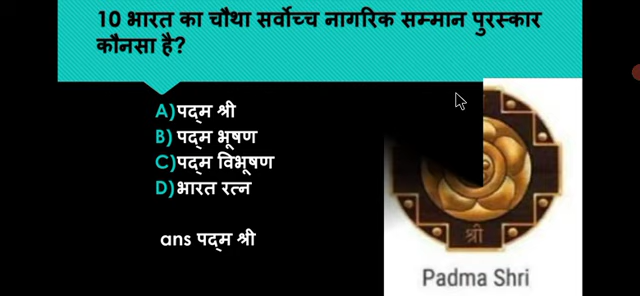 10 भारत का चौथा सर्वोच्च नागरिक सम्मान पुरस्कार
कौनसा है?
A)पद्म श्री
B) पद्म भूषण
C)पद्म विभूषण
D)भारत रत्न
ans पद्म श्री
श्री
Padma Shri